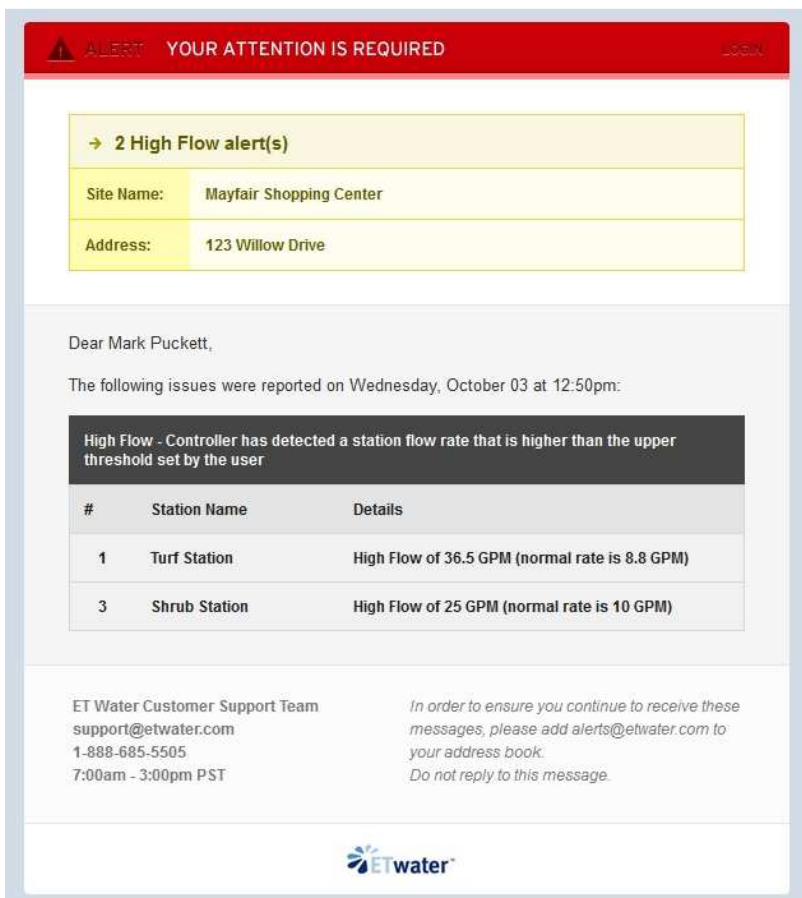 ALERT YOUR ATTENTION IS REQUIRED LOGIN
→ 2 High Flow alert(s)
Site Name: Mayfair Shopping Center
Address: 123 Willow Drive
Dear Mark Puckett,
The following issues were reported on Wednesday, October 03 at 12:50pm:
High Flow - Controller has detected a station flow rate that is higher than the upper
threshold set by the user
# Station Name Details
1 Turf Station High Flow of 36.5 GPM (normal rate is 8.8 GPM)
3 Shrub Station High Flow of 25 GPM (normal rate is 10 GPM)
ET Water Customer Support Team
support@etwater.com
1-888-685-5505
7:00am - 3:00pm PST
In order to ensure you continue to receive these
messages, please add alerts@etwater.com to
your address book.
Do not reply to this message.
ETwater